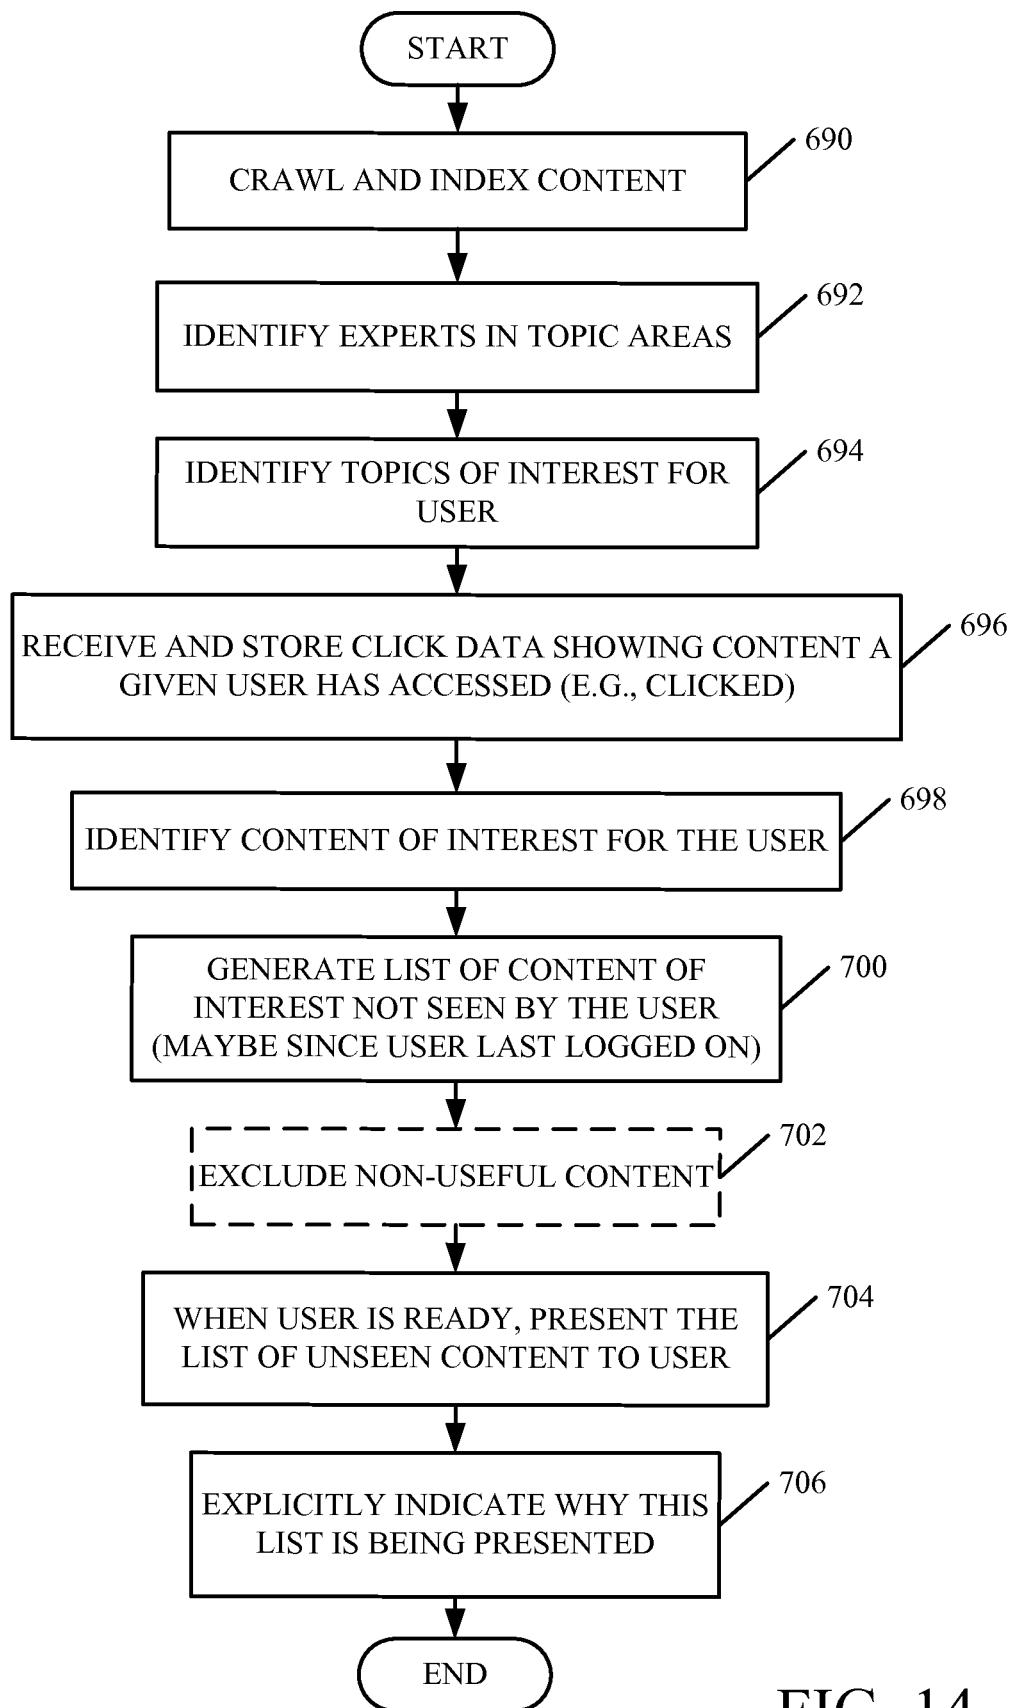 START
CRAWL AND INDEX CONTENT
690
IDENTIFY EXPERTS IN TOPIC AREAS
692
IDENTIFY TOPICS OF INTEREST FOR
USER
694
RECEIVE AND STORE CLICK DATA SHOWING CONTENT A
GIVEN USER HAS ACCESSED (E.G., CLICKED)
696
IDENTIFY CONTENT OF INTEREST FOR THE USER
698
GENERATE LIST OF CONTENT OF
INTEREST NOT SEEN BY THE USER
(MAYBE SINCE USER LAST LOGGED ON)
700
EXCLUDE NON-USEFUL CONTENT
702
WHEN USER IS READY, PRESENT THE
LIST OF UNSEEN CONTENT TO USER
704
EXPLICITLY INDICATE WHY THIS
LIST IS BEING PRESENTED
706
END
FIG. 14